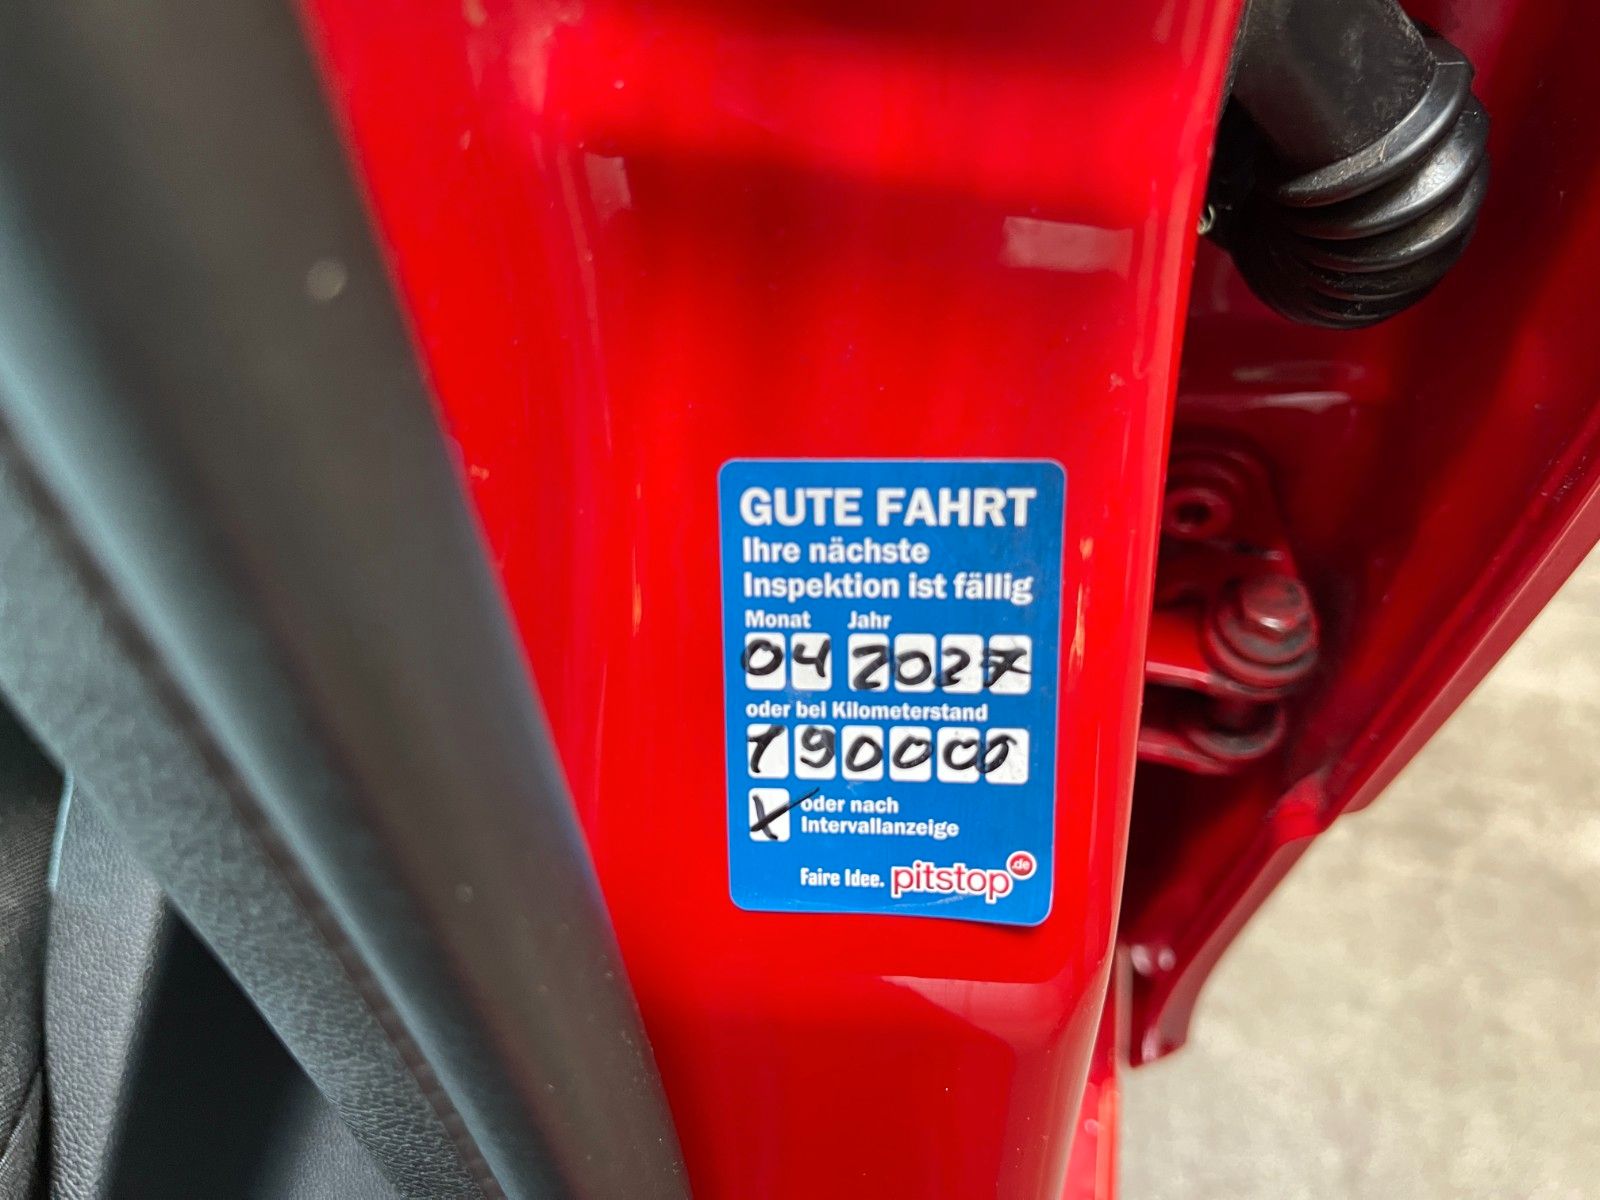 GUTE FAHRT
Ihre nächste
Inspektion ist fällig
Monat Jahr
04 2027
oder bei Kilometerstand
190000
X oder nach
Intervallanzeige
Faire Idee. pitstop.de